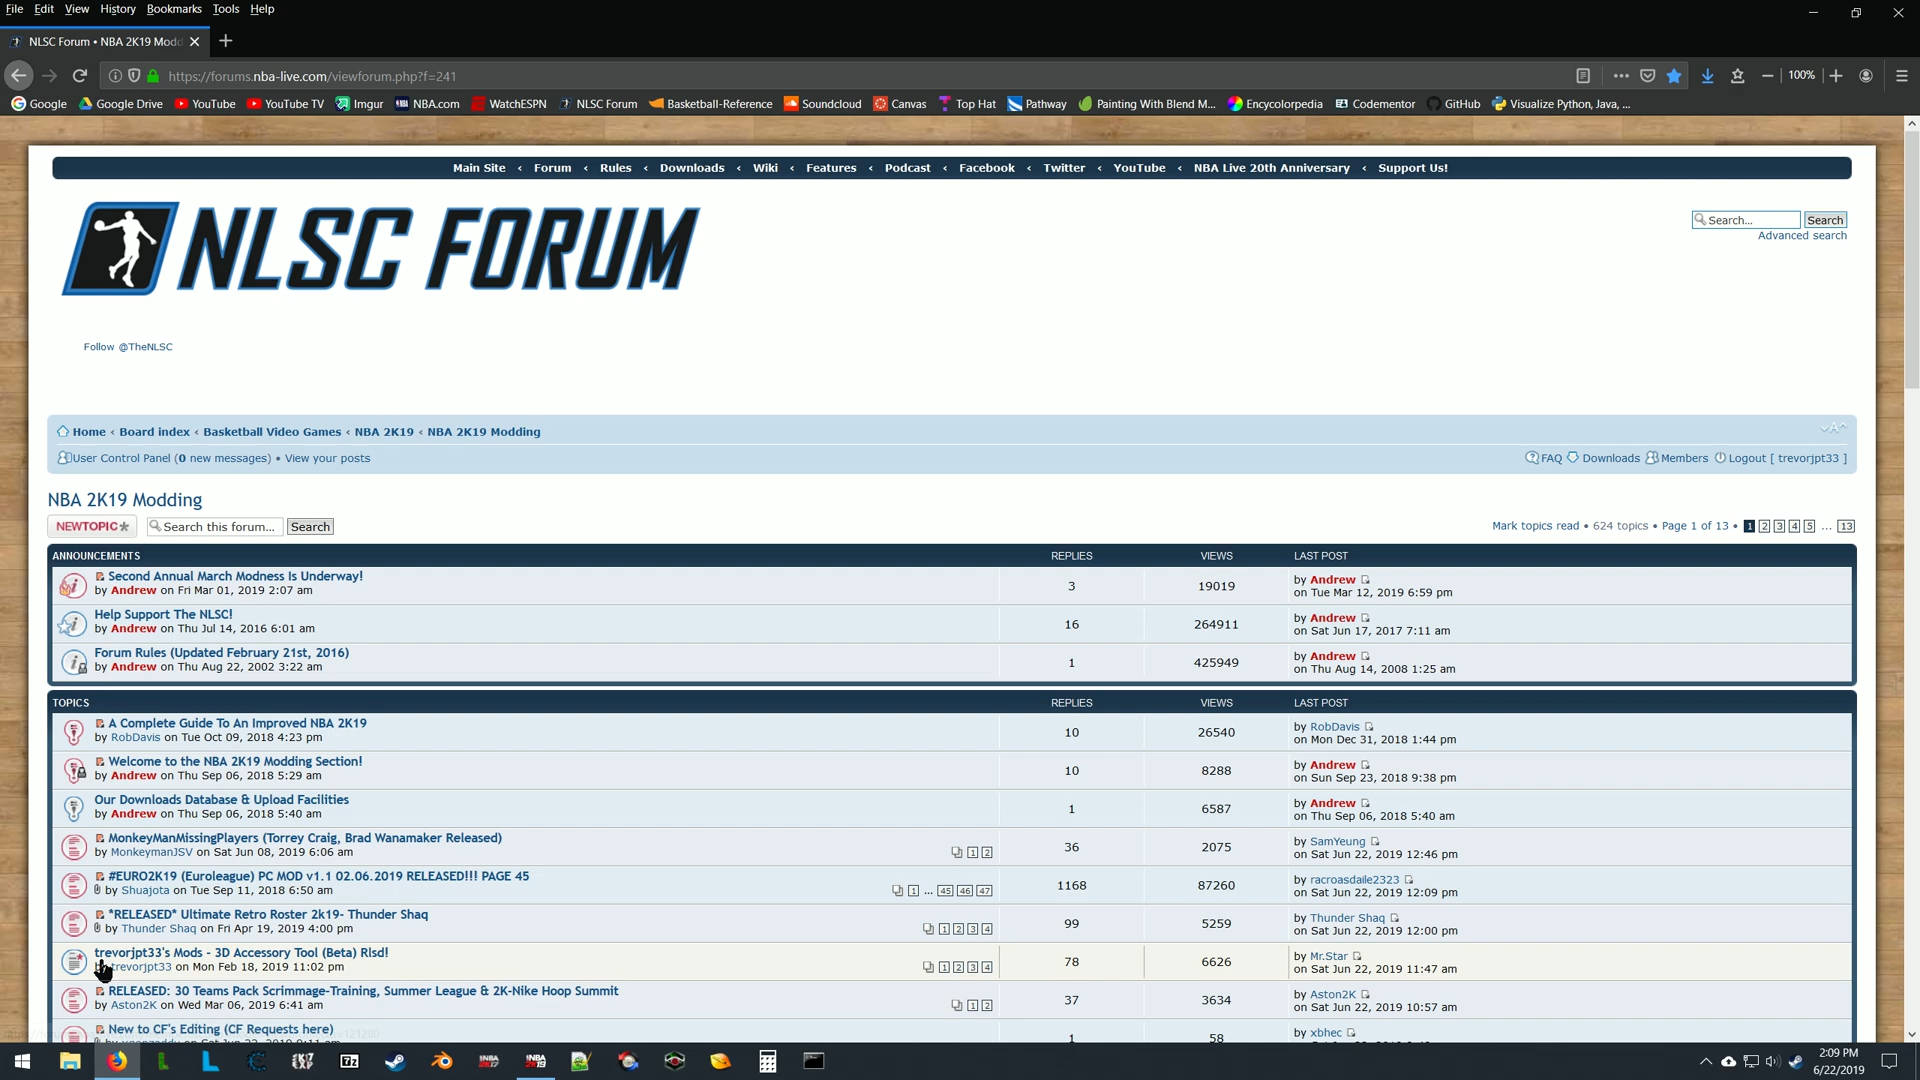 File Edit View History Bookmarks Tools Help
NLSC Forum • NBA 2K19 Modd
https://forums.nba-live.com/viewforum.php?f=241
100%
Google Google Drive YouTube YouTube TV Imgur NBA.com WatchESPN NLSC Forum Basketball-Reference Soundcloud Canvas Top Hat Pathway Painting With Blend M... Encycolorpedia Codementor GitHub Visualize Python, Java, ...
Main Site ‹ Forum ‹ Rules ‹ Downloads ‹ Wiki ‹ Features ‹ Podcast ‹ Facebook ‹ Twitter ‹ YouTube ‹ NBA Live 20th Anniversary ‹ Support Us!
NLSC FORUM
Search... Search
Advanced search
Follow @TheNLSC
Home ‹ Board index ‹ Basketball Video Games ‹ NBA 2K19 ‹ NBA 2K19 Modding
User Control Panel (0 new messages) • View your posts FAQ Downloads Members Logout [ trevorjpt33 ]
NBA 2K19 Modding
NEWTOPIC* Search this forum... Search Mark topics read • 624 topics • Page 1 of 13 • 1 2 3 4 5 ... 13
ANNOUNCEMENTS REPLIES VIEWS LAST POST
Second Annual March Modness Is Underway!
by Andrew on Fri Mar 01, 2019 2:07 am
3 19019
by Andrew
on Tue Mar 12, 2019 6:59 pm
Help Support The NLSC!
by Andrew on Thu Jul 14, 2016 6:01 am
16 264911
by Andrew
on Sat Jun 17, 2017 7:11 am
Forum Rules (Updated February 21st, 2016)
by Andrew on Thu Aug 22, 2002 3:22 am
1 425949
by Andrew
on Thu Aug 14, 2008 1:25 am
TOPICS REPLIES VIEWS LAST POST
A Complete Guide To An Improved NBA 2K19
by RobDavis on Tue Oct 09, 2018 4:23 pm
10 26540
by RobDavis
on Mon Dec 31, 2018 1:44 pm
Welcome to the NBA 2K19 Modding Section!
by Andrew on Thu Sep 06, 2018 5:29 am
10 8288
by Andrew
on Sun Sep 23, 2018 9:38 pm
Our Downloads Database & Upload Facilities
by Andrew on Thu Sep 06, 2018 5:40 am
1 6587
by Andrew
on Thu Sep 06, 2018 5:40 am
MonkeyManMissingPlayers (Torrey Craig, Brad Wanamaker Released)
by MonkeymanJSV on Sat Jun 08, 2019 6:06 am
1 2
36 2075
by SamYeung
on Sat Jun 22, 2019 12:46 pm
#EURO2K19 (Euroleague) PC MOD v1.1 02.06.2019 RELEASED!!! PAGE 45
by Shuajota on Tue Sep 11, 2018 6:50 am
1 ... 45 46 47
1168 87260
by racroasdaile2323
on Sat Jun 22, 2019 12:09 pm
*RELEASED* Ultimate Retro Roster 2k19- Thunder Shaq
by Thunder Shaq on Fri Apr 19, 2019 4:00 pm
1 2 3 4
99 5259
by Thunder Shaq
on Sat Jun 22, 2019 12:00 pm
trevorjpt33's Mods - 3D Accessory Tool (Beta) Rlsd!
trevorjpt33 on Mon Feb 18, 2019 11:02 pm
1 2 3 4
78 6626
by Mr.Star
on Sat Jun 22, 2019 11:47 am
RELEASED: 30 Teams Pack Scrimmage-Training, Summer League & 2K-Nike Hoop Summit
by Aston2K on Wed Mar 06, 2019 6:41 am
1 2
37 3634
by Aston2K
on Sat Jun 22, 2019 10:57 am
New to CF's Editing (CF Requests here)
1 58
by xbhec
2:09 PM
6/22/2019